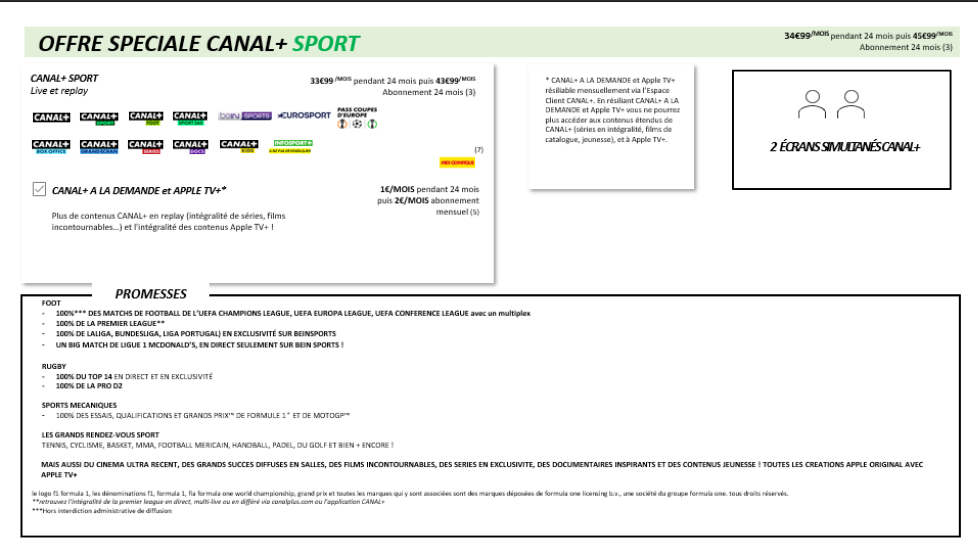 OFFRE SPECIALE CANAL+ SPORT
34€99/MOIS pendant 24 mois puis 45€99/MOIS
Abonnement 24 mois (3)
CANAL+ SPORT
Live et replay
33€99 /MOIS pendant 24 mois puis 43€99/MOIS
Abonnement 24 mois (3)
CANAL+ CANAL+ CANAL+ FOOT CANAL+ SPORT 360 beIN SPORTS EUROSPORT PASS COUPES D'EUROPE
CANAL+ BOX OFFICE CANAL+ GRAND ECRAN CANAL+ SERIES CANAL+ DOCS CANAL+ KIDS INFOSPORT+
(7)
CANAL+ A LA DEMANDE et APPLE TV+*
1€/MOIS pendant 24 mois
puis 2€/MOIS abonnement
mensuel (5)
Plus de contenus CANAL+ en replay (intégralité de séries, films
incontournables…) et l'intégralité des contenus Apple TV+ !
* CANAL+ A LA DEMANDE et Apple TV+
résiliable mensuellement via l'Espace
Client CANAL+. En résiliant CANAL+ A LA
DEMANDE et Apple TV+ vous ne pourrez
plus accéder aux contenus étendus de
CANAL+ (séries en intégralité, films de
catalogue, jeunesse), et à Apple TV+.
2 ÉCRANS SIMULTANÉS CANAL+
PROMESSES
FOOT
- 100%*** DES MATCHS DE FOOTBALL DE L'UEFA CHAMPIONS LEAGUE, UEFA EUROPA LEAGUE, UEFA CONFERENCE LEAGUE avec un multiplex
- 100% DE LA PREMIER LEAGUE**
- 100% DE LALIGA, BUNDESLIGA, LIGA PORTUGAL) EN EXCLUSIVITÉ SUR BEINSPORTS
- UN BIG MATCH DE LIGUE 1 MCDONALD'S, EN DIRECT SEULEMENT SUR BEIN SPORTS !
RUGBY
- 100% DU TOP 14 EN DIRECT ET EN EXCLUSIVITÉ
- 100% DE LA PRO D2
SPORTS MECANIQUES
- 100% DES ESSAIS, QUALIFICATIONS ET GRANDS PRIX™ DE FORMULE 1® ET DE MOTOGP™
LES GRANDS RENDEZ-VOUS SPORT
TENNIS, CYCLISME, BASKET, MMA, FOOTBALL MERICAIN, HANDBALL, PADEL, DU GOLF ET BIEN + ENCORE !
MAIS AUSSI DU CINEMA ULTRA RECENT, DES GRANDS SUCCES DIFFUSES EN SALLES, DES FILMS INCONTOURNABLES, DES SERIES EN EXCLUSIVITE, DES DOCUMENTAIRES INSPIRANTS ET DES CONTENUS JEUNESSE ! TOUTES LES CREATIONS APPLE ORIGINAL AVEC
APPLE TV+
le logo f1 formula 1, les dénominations f1, formula 1, fia formula one world championship, grand prix et toutes les marques qui y sont associées sont des marques déposées de formula one licensing b.v., une société du groupe formula one. tous droits réservés.
**retrouvez l'intégralité de la premier league en direct, multi-live ou en différé via canalplus.com ou l'application CANAL+
***Hors interdiction administrative de diffusion